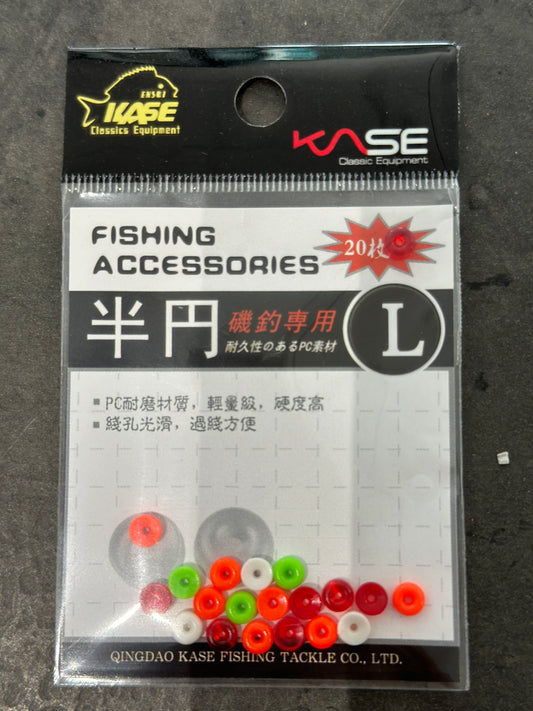 ENSEI
KASE
Classics Equipment
KASE
Classic Equipment
FISHING
ACCESSORIES
20枚
半円
磯釣専用
耐久性のあるPC素材
L
PC耐磨材質，輕量級，硬度高
綫孔光滑，過綫方便
QINGDAO KASE FISHING TACKLE CO., LTD.